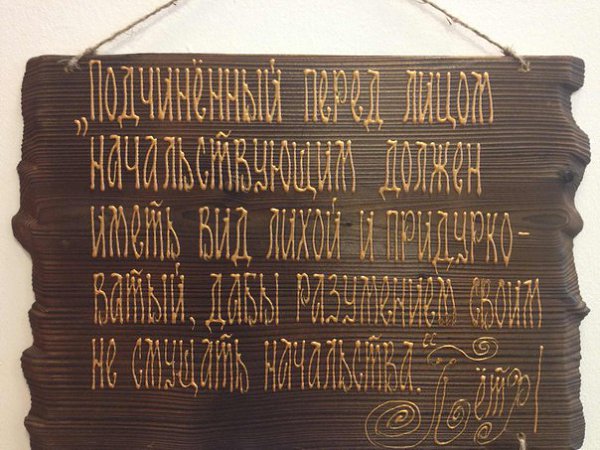 „Подчинённый перед лицом
начальствующим должен
иметь вид лихой и придурко-
ватый, дабы разумением своим
не смущать начальства.“
Пётр I